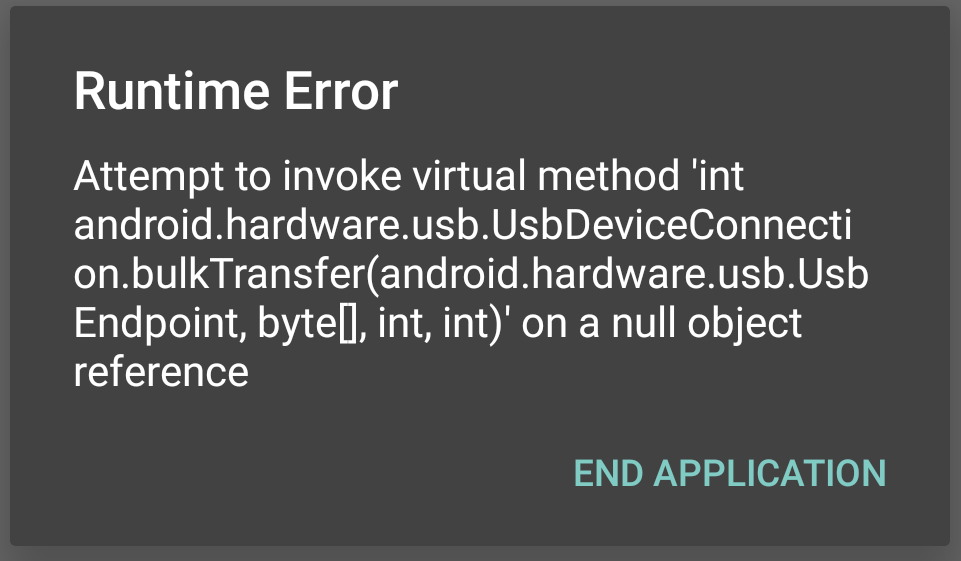 Runtime Error
Attempt to invoke virtual method 'int
android.hardware.usb.UsbDeviceConnecti
on.bulkTransfer(android.hardware.usb.Usb
Endpoint, byte[], int, int)' on a null object
reference
END APPLICATION